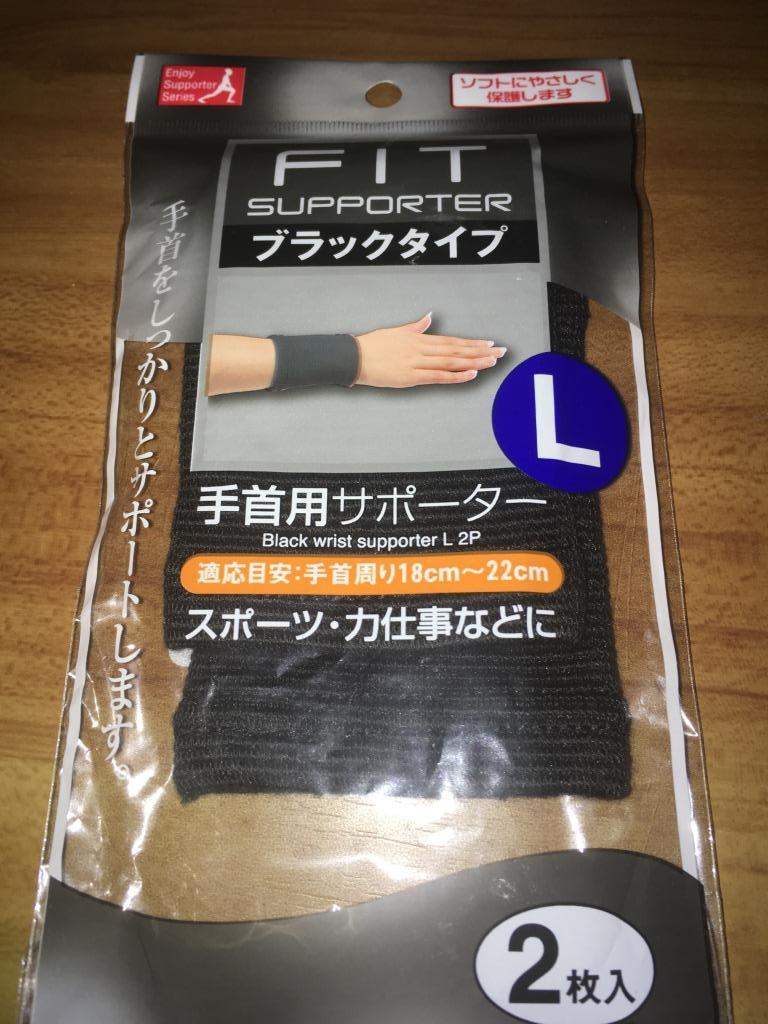 Enjoy
Supporter
Series
ソフトにやさしく
保護します
FIT
SUPPORTER
ブラックタイプ
手首をしっかりとサポートします。
L
手首用サポーター
Black wrist supporter L 2P
適応目安:手首周り18cm〜22cm
スポーツ・力仕事などに
2枚入